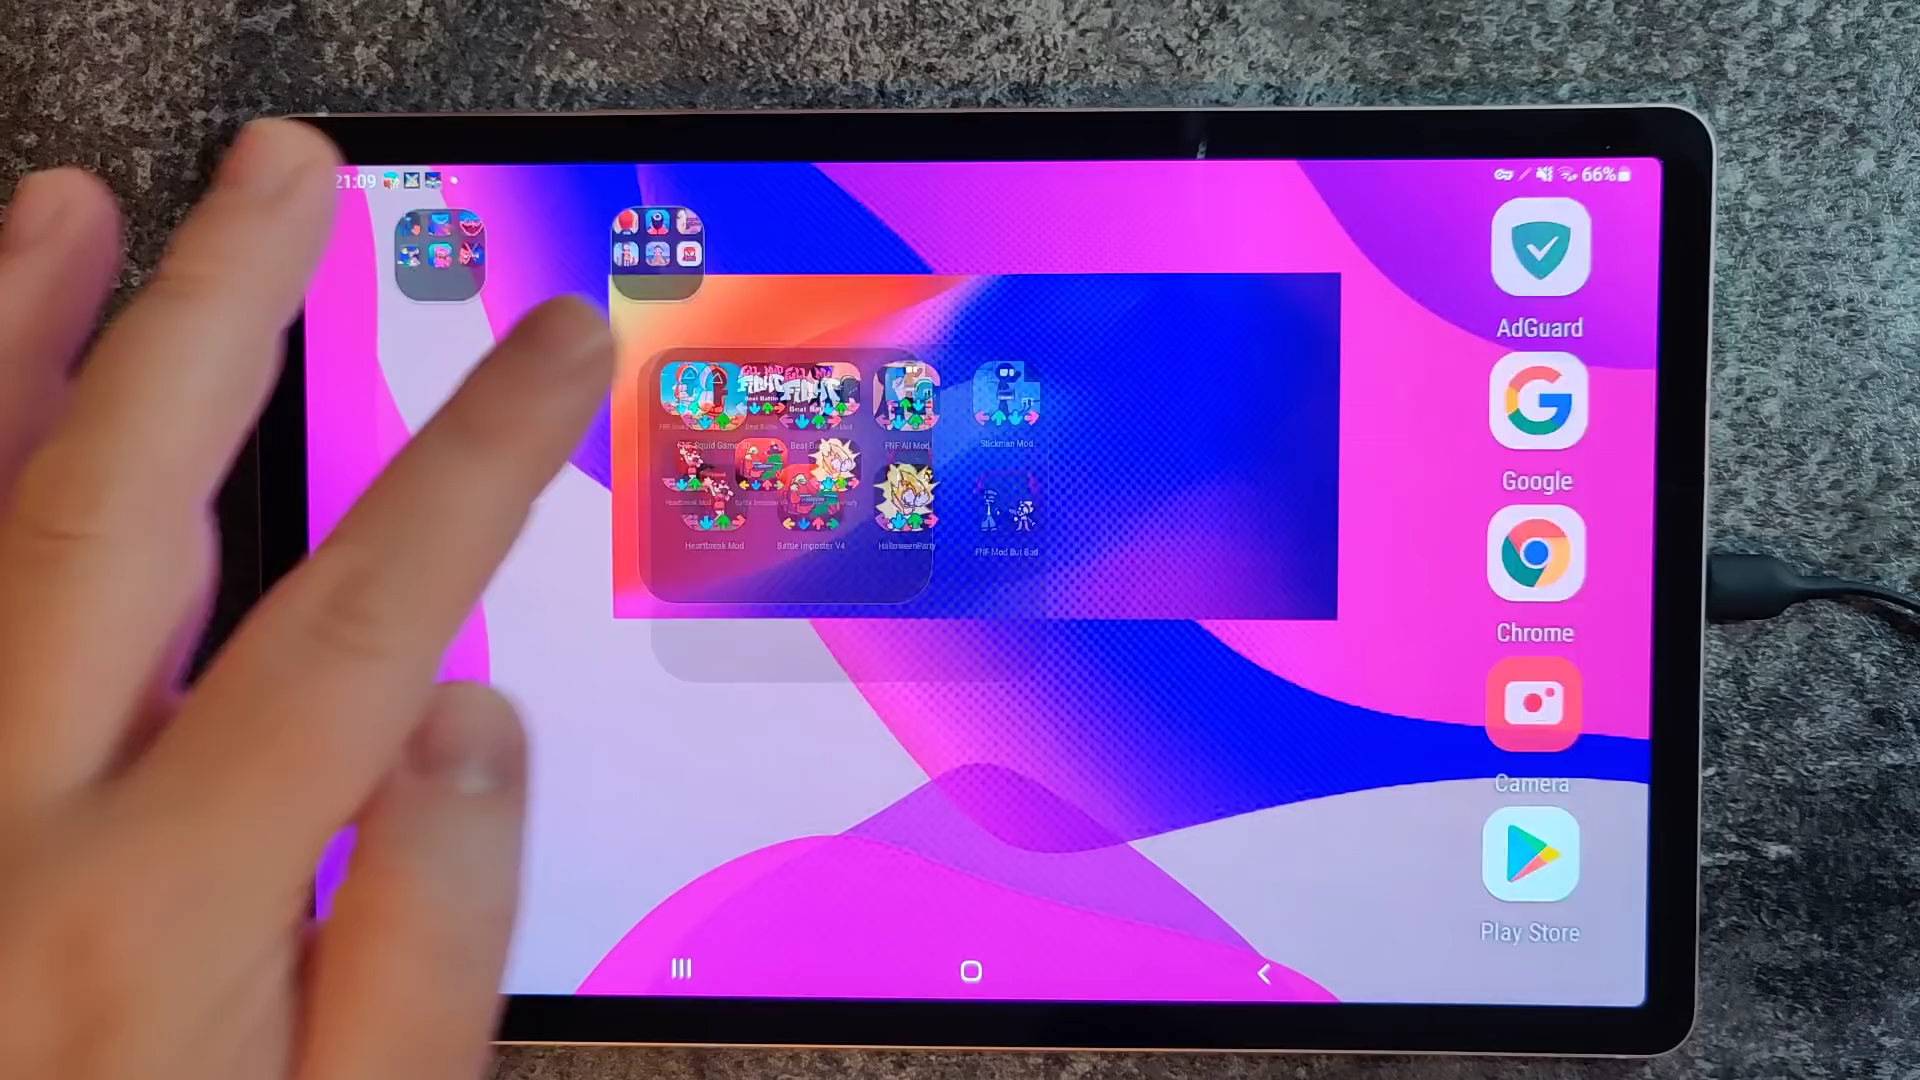 21:09
66%
AdGuard
Google
Chrome
Camera
Play Store
FNF All Mod
Stickman Mod
Heartbreak Mod
Battle Imposter V4
HalloweenParty
FNF Mod But Bad